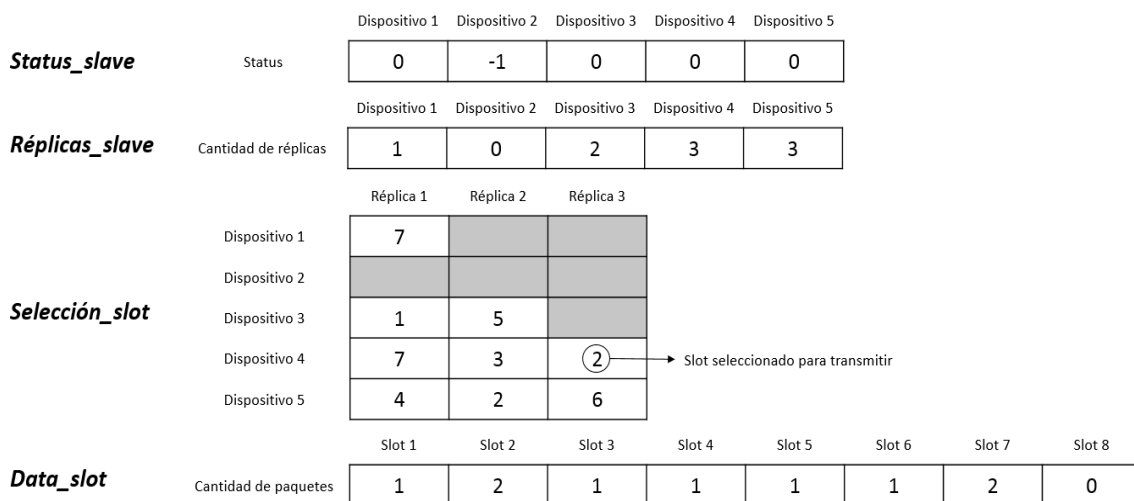 Dispositivo 1 Dispositivo 2 Dispositivo 3 Dispositivo 4 Dispositivo 5
Status_slave Status 0 -1 0 0 0
Dispositivo 1 Dispositivo 2 Dispositivo 3 Dispositivo 4 Dispositivo 5
Réplicas_slave Cantidad de réplicas 1 0 2 3 3
Réplica 1 Réplica 2 Réplica 3
Dispositivo 1 7
Dispositivo 2
Selección_slot Dispositivo 3 1 5
Dispositivo 4 7 3 2 Slot seleccionado para transmitir
Dispositivo 5 4 2 6
Slot 1 Slot 2 Slot 3 Slot 4 Slot 5 Slot 6 Slot 7 Slot 8
Data_slot Cantidad de paquetes 1 2 1 1 1 1 2 0